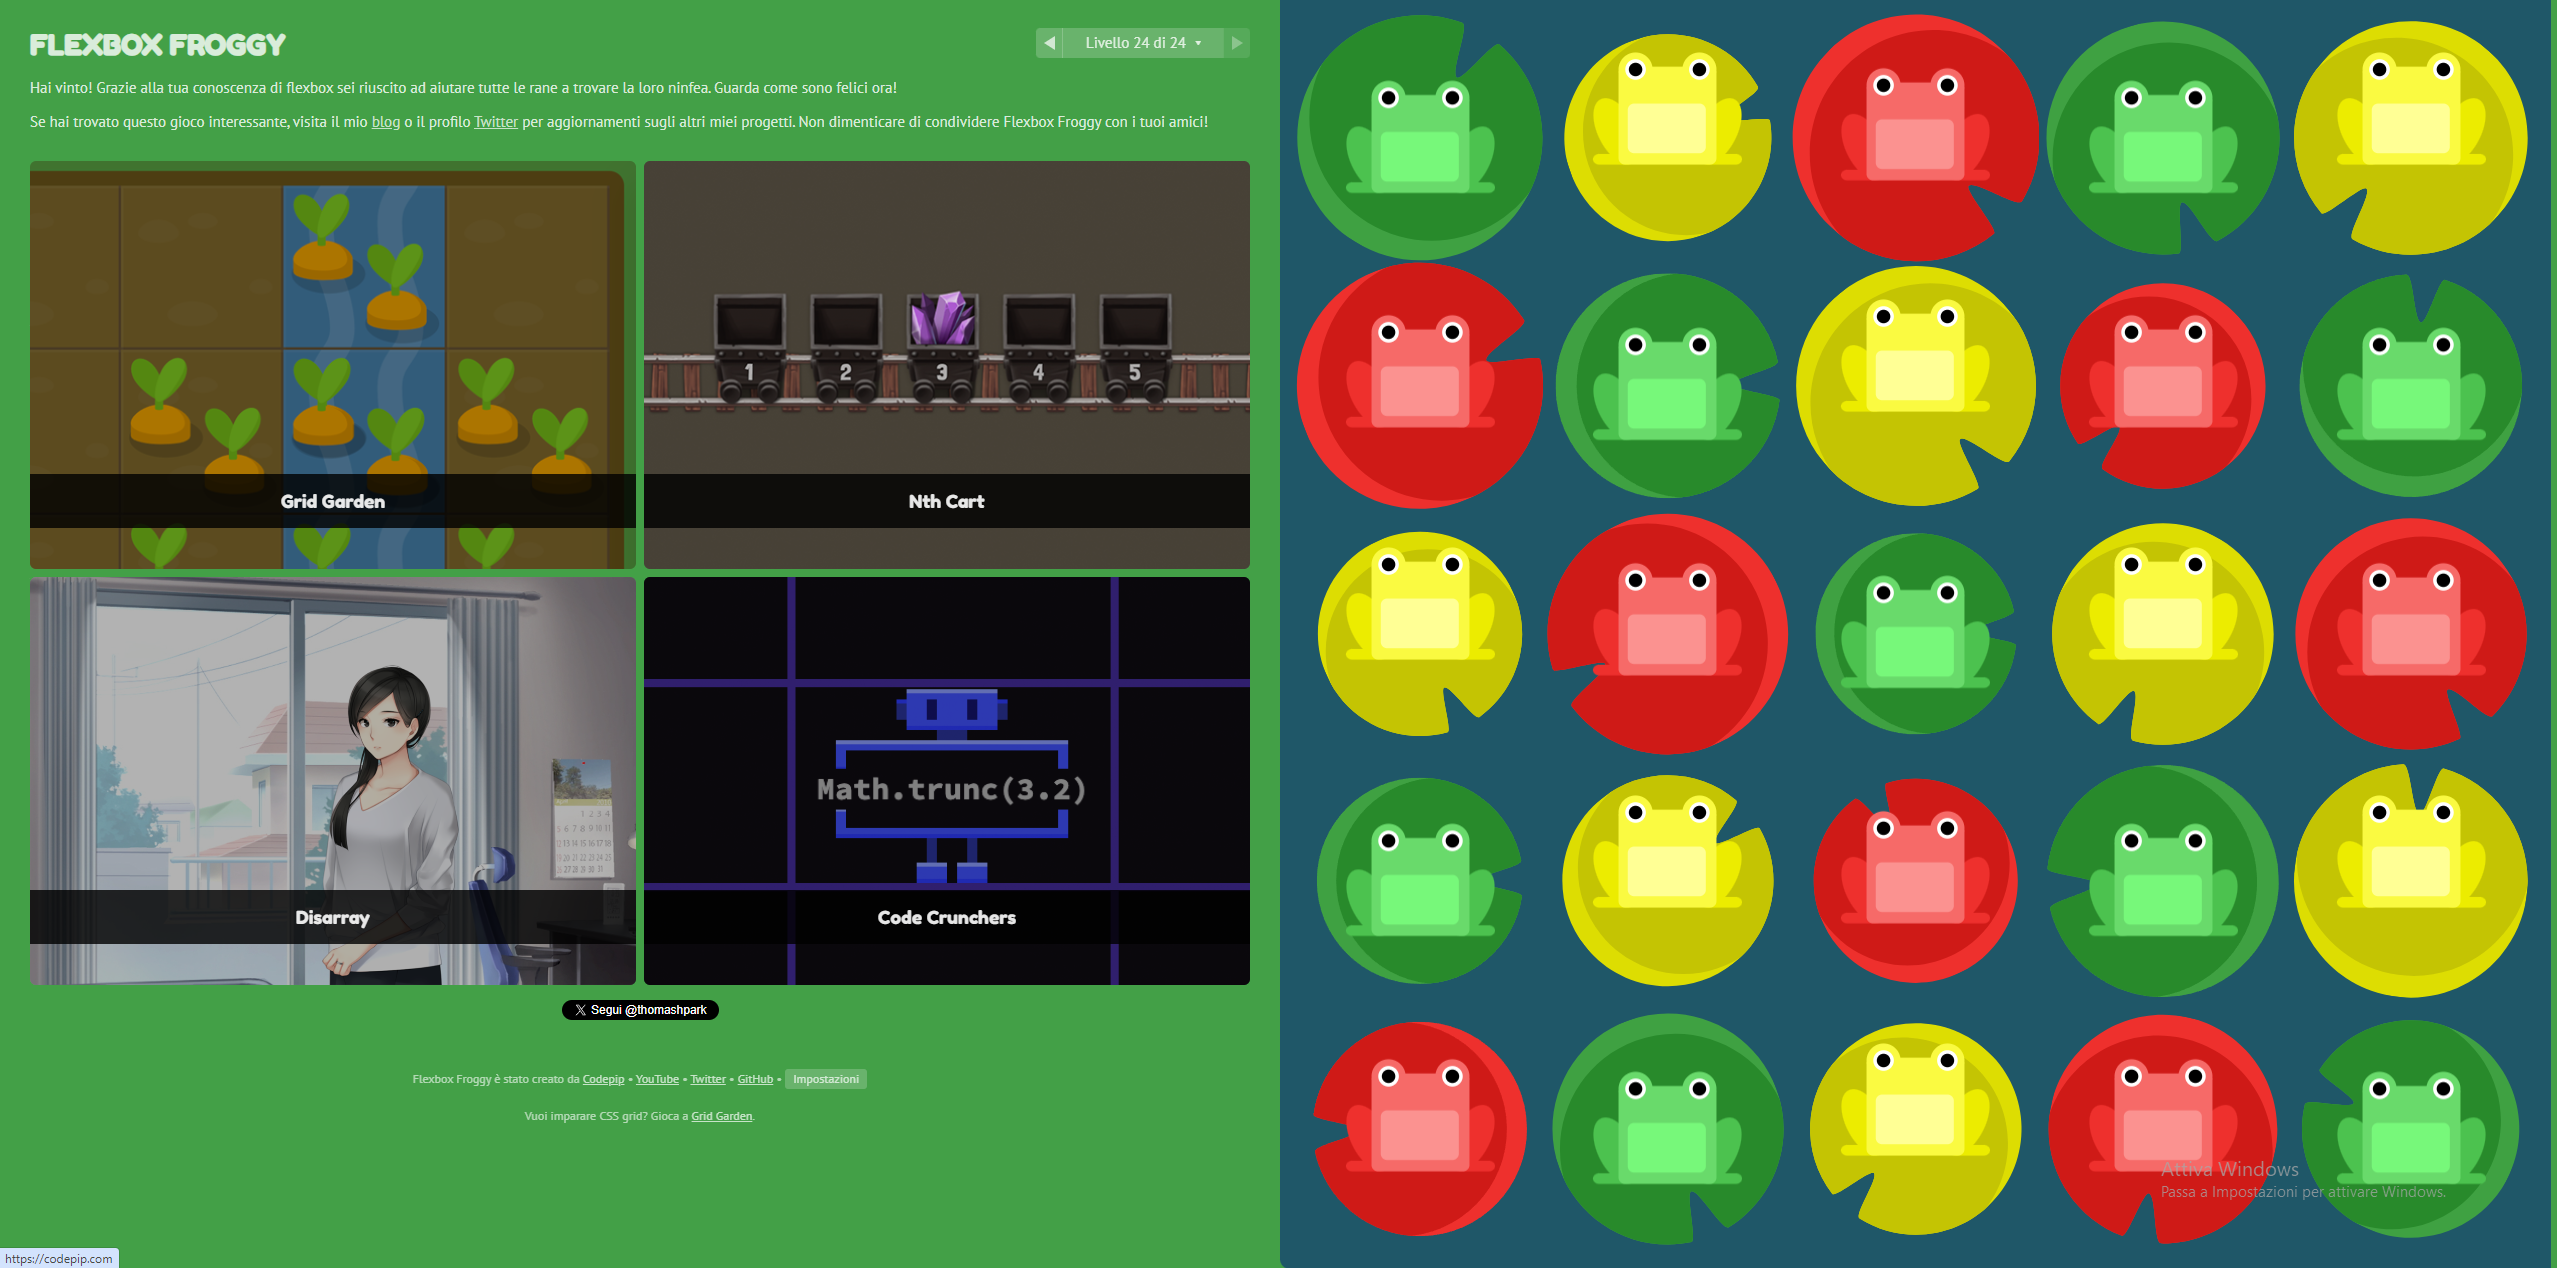 FLEXBOX FROGGY
Livello 24 di 24
Hai vinto! Grazie alla tua conoscenza di flexbox sei riuscito ad aiutare tutte le rane a trovare la loro ninfea. Guarda come sono felici ora!
Se hai trovato questo gioco interessante, visita il mio blog o il profilo Twitter per aggiornamenti sugli altri miei progetti. Non dimenticare di condividere Flexbox Froggy con i tuoi amici!
1 2 3 4 5
Grid Garden
Nth Cart
Math.trunc(3.2)
Disarray
Code Crunchers
Segui @thomashpark
Flexbox Froggy è stato creato da Codepip • YouTube • Twitter • GitHub • Impostazioni
Vuoi imparare CSS grid? Gioca a Grid Garden.
Attiva Windows
Passa a Impostazioni per attivare Windows.
https://codepip.com